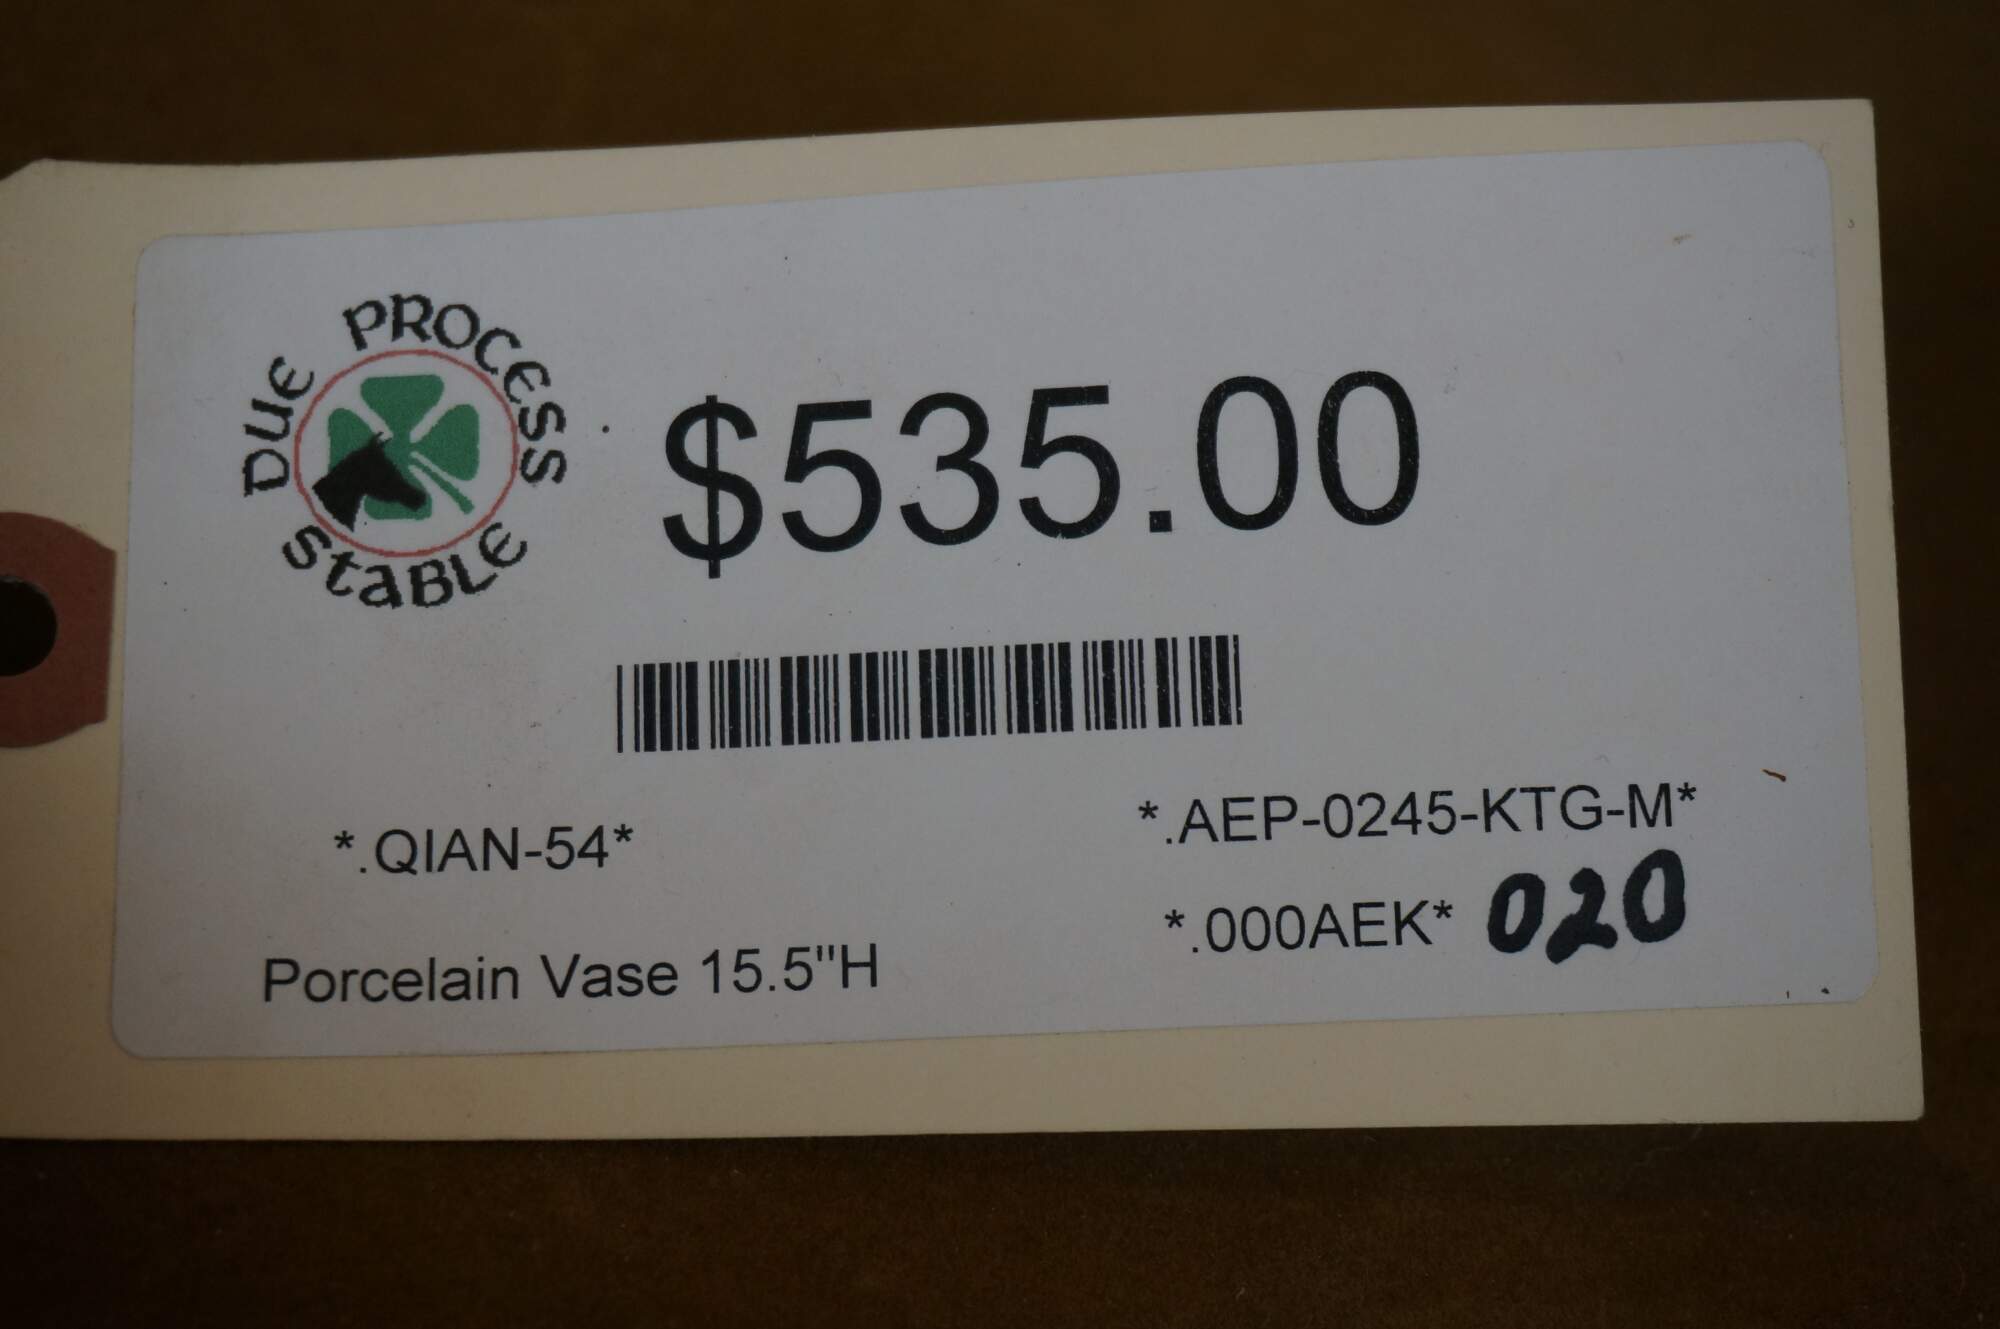 DUE PROCESS STABLE
$535.00
*.QIAN-54*
*.AEP-0245-KTG-M*
*.000AEK* 020
Porcelain Vase 15.5"H